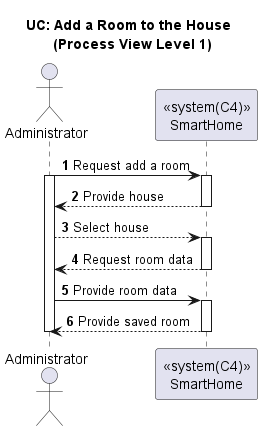 UC: Add a Room to the House
(Process View Level 1)
Administrator
«system(C4)»
SmartHome
1 Request add a room
2 Provide house
3 Select house
4 Request room data
5 Provide room data
6 Provide saved room
Administrator
«system(C4)»
SmartHome